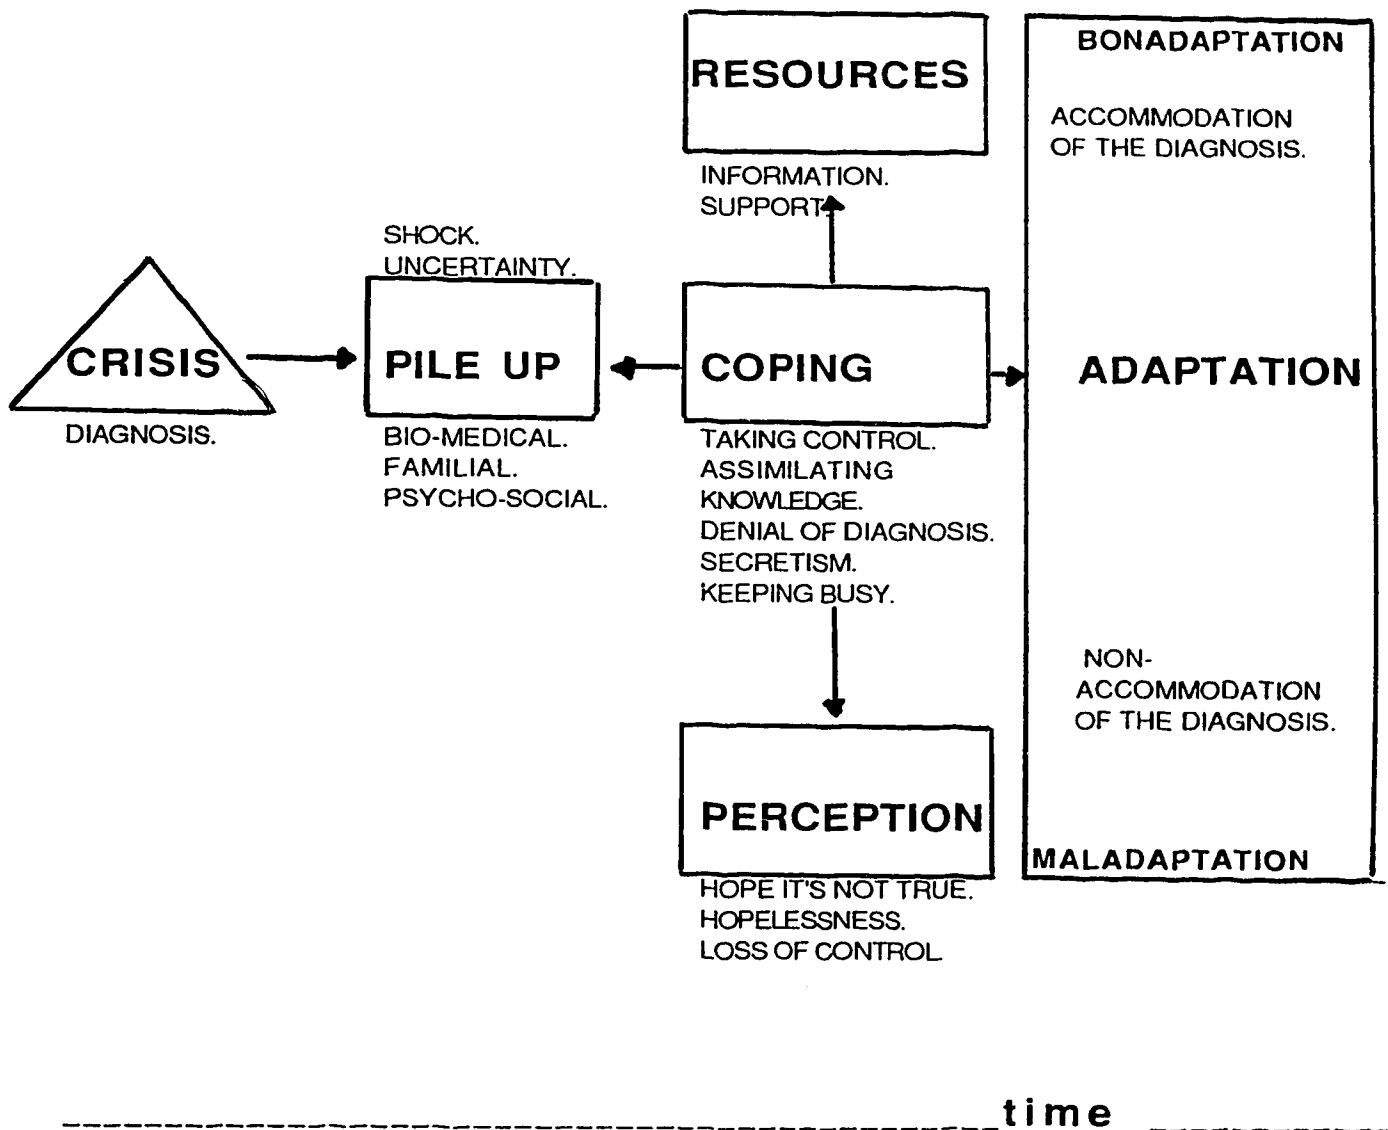 RESOURCES
INFORMATION.
SUPPORT.
SHOCK.
UNCERTAINTY.
CRISIS
DIAGNOSIS.
PILE UP
BIO-MEDICAL.
FAMILIAL.
PSYCHO-SOCIAL.
COPING
TAKING CONTROL.
ASSIMILATING
KNOWLEDGE.
DENIAL OF DIAGNOSIS.
SECRETISM.
KEEPING BUSY.
PERCEPTION
HOPE IT'S NOT TRUE.
HOPELESSNESS.
LOSS OF CONTROL
BONADAPTATION
ACCOMMODATION
OF THE DIAGNOSIS.
ADAPTATION
NON-
ACCOMMODATION
OF THE DIAGNOSIS.
MALADAPTATION
time